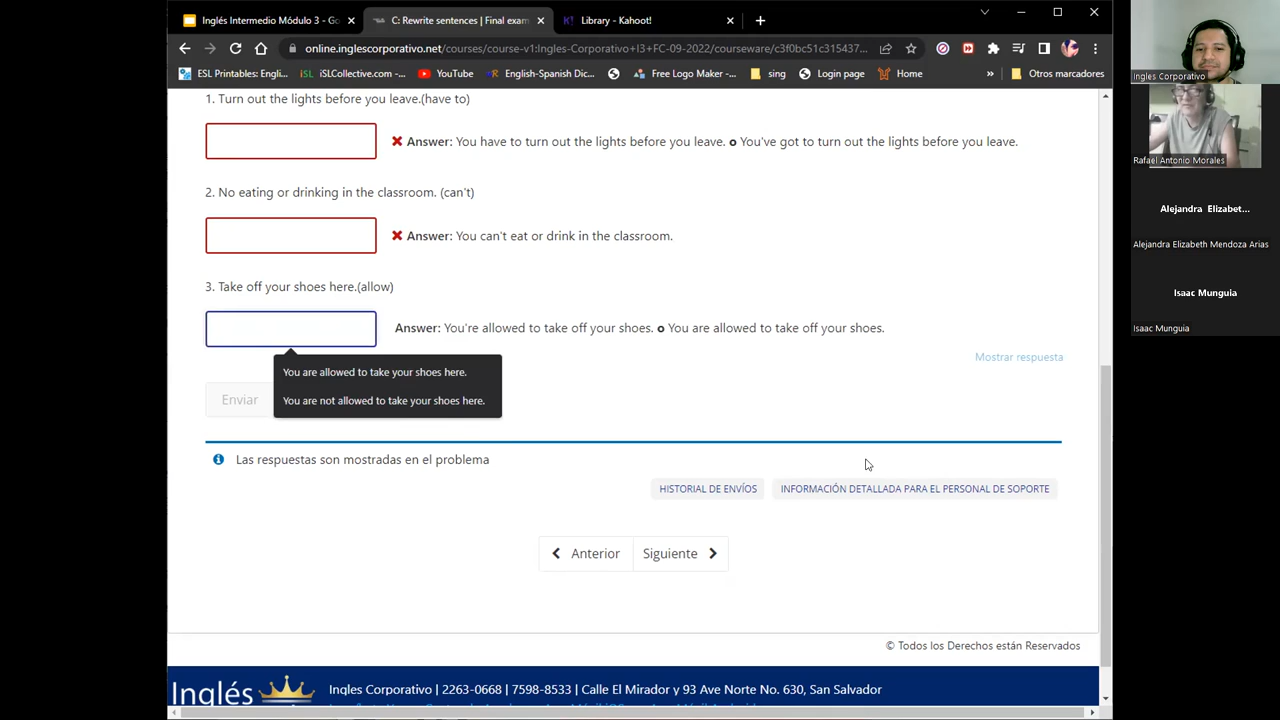 Inglés Intermedio Módulo 3 - Go
C: Rewrite sentences | Final exam
Library - Kahoot!
online.inglescorporativo.net/courses/course-v1:Ingles-Corporativo+I3+FC-09-2022/courseware/c3f0bc51c315437...
ESL Printables: Engli...
iSLCollective.com -...
YouTube
English-Spanish Dic...
Free Logo Maker -...
sing
Login page
Home
»
Otros marcadores
1. Turn out the lights before you leave.(have to)
Answer: You have to turn out the lights before you leave. o You've got to turn out the lights before you leave.
2. No eating or drinking in the classroom. (can't)
Answer: You can't eat or drink in the classroom.
3. Take off your shoes here.(allow)
Answer: You're allowed to take off your shoes. o You are allowed to take off your shoes.
Mostrar respuesta
You are allowed to take your shoes here.
You are not allowed to take your shoes here.
Enviar
Las respuestas son mostradas en el problema
HISTORIAL DE ENVÍOS
INFORMACIÓN DETALLADA PARA EL PERSONAL DE SOPORTE
Anterior
Siguiente
© Todos los Derechos están Reservados
Inglés
Ingles Corporativo | 2263-0668 | 7598-8533 | Calle El Mirador y 93 Ave Norte No. 630, San Salvador
Ingles Corporativo
Rafael Antonio Morales
Alejandra Elizabet...
Alejandra Elizabeth Mendoza Arias
Isaac Munguia
Isaac Munguia